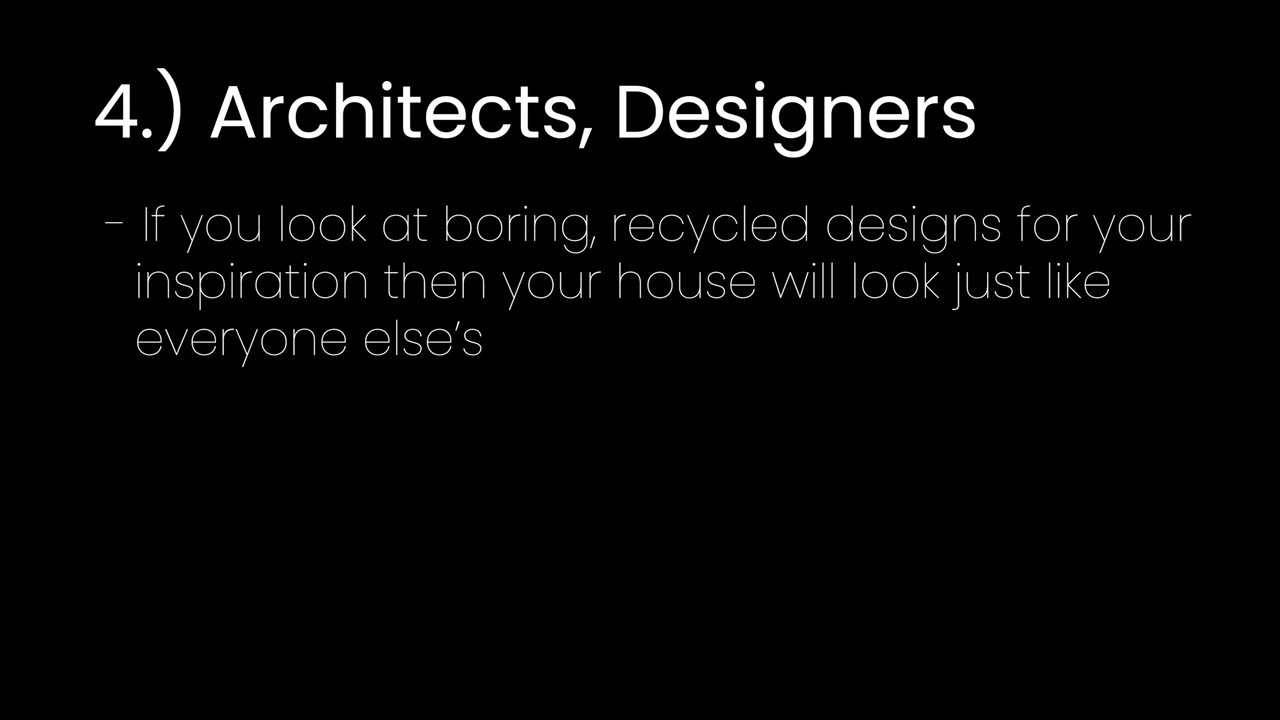 4.) Architects, Designers
- If you look at boring, recycled designs for your
inspiration then your house will look just like
everyone else’s